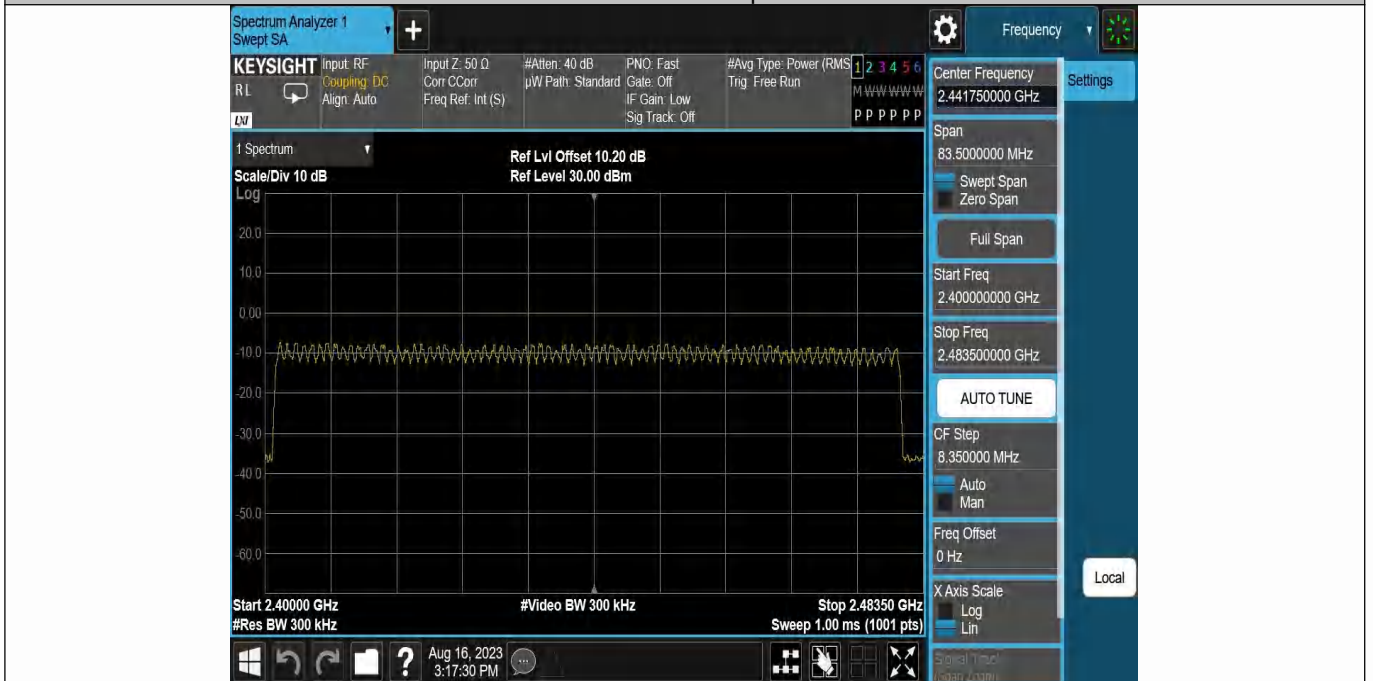 Spectrum Analyzer 1
Swept SA
+
Frequency
KEYSIGHT
RL
LXI
Input: RF
Coupling: DC
Align: Auto
Input Z: 50 Ω
Corr CCorr
Freq Ref: Int (S)
#Atten: 40 dB
µW Path: Standard
PNO: Fast
Gate: Off
IF Gain: Low
Sig Track: Off
#Avg Type: Power (RMS
Trig: Free Run
1 2 3 4 5 6
M W W W W W
P P P P P P
Center Frequency
2.441750000 GHz
Settings
Span
83.5000000 MHz
Swept Span
Zero Span
Full Span
Start Freq
2.400000000 GHz
Stop Freq
2.483500000 GHz
AUTO TUNE
CF Step
8.350000 MHz
Auto
Man
Freq Offset
0 Hz
X Axis Scale
Log
Lin
Signal Track
(Span Zoom)
Local
1 Spectrum
Scale/Div 10 dB
Ref Lvl Offset 10.20 dB
Ref Level 30.00 dBm
Log
20.0
10.0
0.00
-10.0
-20.0
-30.0
-40.0
-50.0
-60.0
Start 2.40000 GHz
#Video BW 300 kHz
Stop 2.48350 GHz
#Res BW 300 kHz
Sweep 1.00 ms (1001 pts)
?
Aug 16, 2023
3:17:30 PM